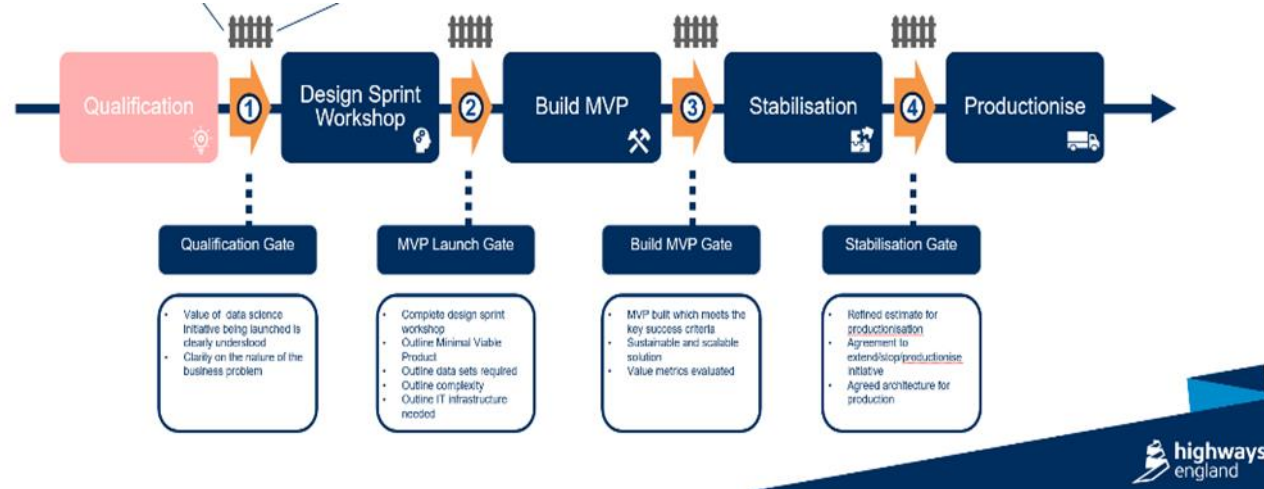 Qualification
1
Design Sprint
Workshop
2
Build MVP
3
Stabilisation
4
Productionise
Qualification Gate
MVP Launch Gate
Build MVP Gate
Stabilisation Gate
• Value of data science
Initiative being launched is
clearly understood
• Clarity on the nature of the
business problem
• Complete design sprint
workshop
• Outline Minimal Viable
Product
• Outline data sets required
• Outline complexity
• Outline IT infrastructure
needed
• MVP built which meets the
key success criteria
• Sustainable and scalable
solution
• Value metrics evaluated
• Refined estimate for
productionisation
• Agreement to
extend/stop/productionise
initiative
• Agreed architecture for
production
highways
england